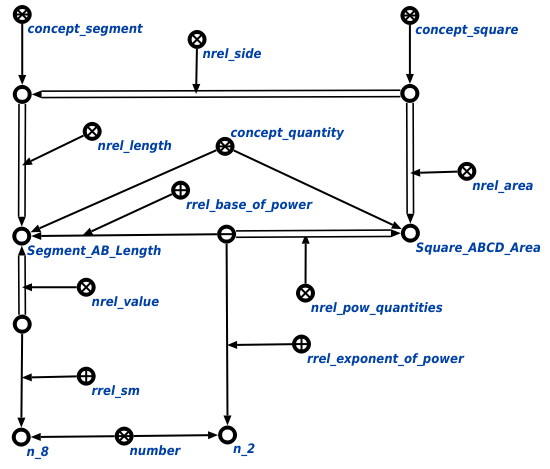 concept_segment
concept_square
nrel_side
nrel_length
concept_quantity
nrel_area
rrel_base_of_power
Segment_AB_Length
Square_ABCD_Area
nrel_value
nrel_pow_quantities
rrel_exponent_of_power
rrel_sm
n_8
number
n_2